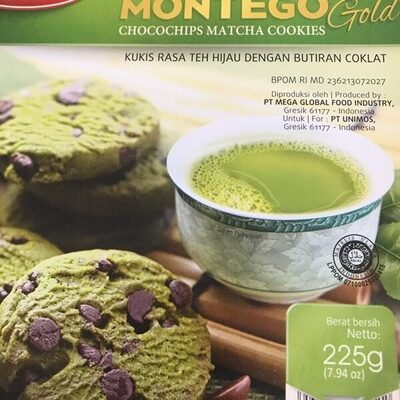 MONTEGO
Gold
CHOCOCHIPS MATCHA COOKIES
KUKIS RASA TEH HIJAU DENGAN BUTIRAN COKLAT
BPOM RI MD 236213072027
Diproduksi oleh | Produced by :
PT MEGA GLOBAL FOOD INDUSTRY,
Gresik 61177 - Indonesia
Untuk | For : PT UNIMOS,
Gresik 61177 - Indonesia
Saran Penyajian
Berat bersih
Netto:
225g
(7.94 oz)